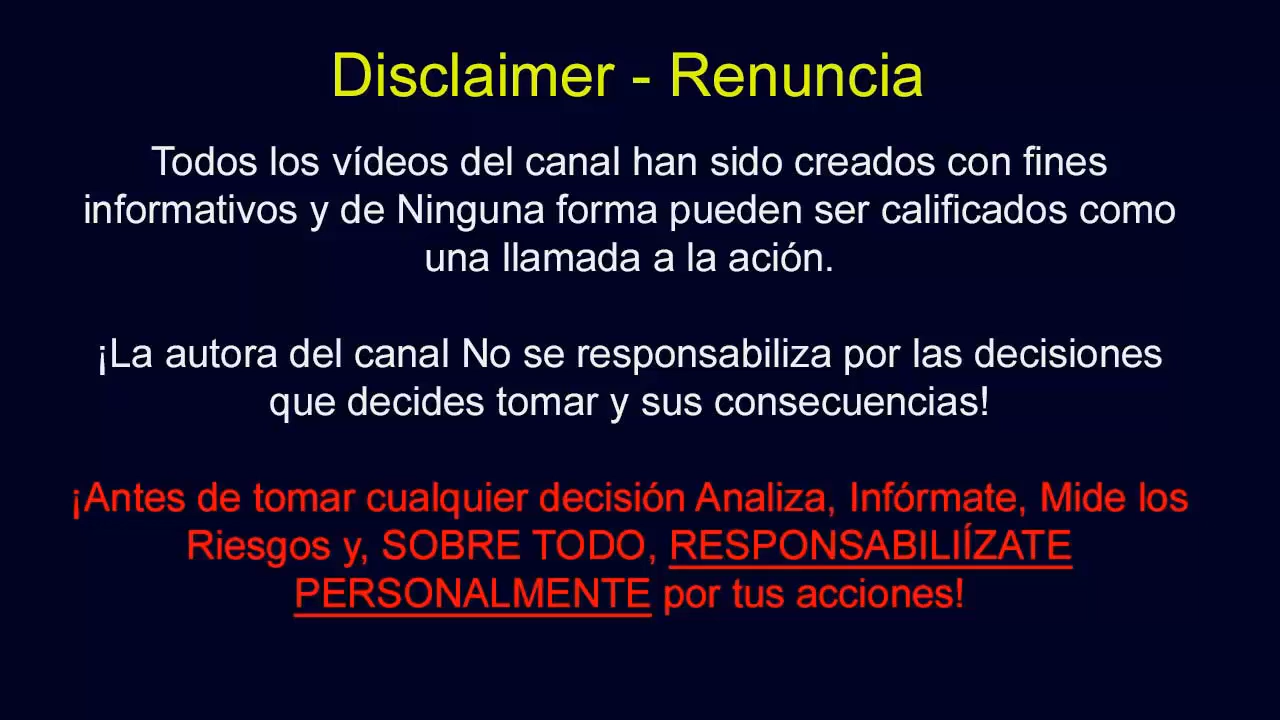 Disclaimer - Renuncia
Todos los vídeos del canal han sido creados con fines
informativos y de Ninguna forma pueden ser calificados como
una llamada a la ación.
¡La autora del canal No se responsabiliza por las decisiones
que decides tomar y sus consecuencias!
¡Antes de tomar cualquier decisión Analiza, Infórmate, Mide los
Riesgos y, SOBRE TODO, RESPONSABILIÍZATE
PERSONALMENTE por tus acciones!